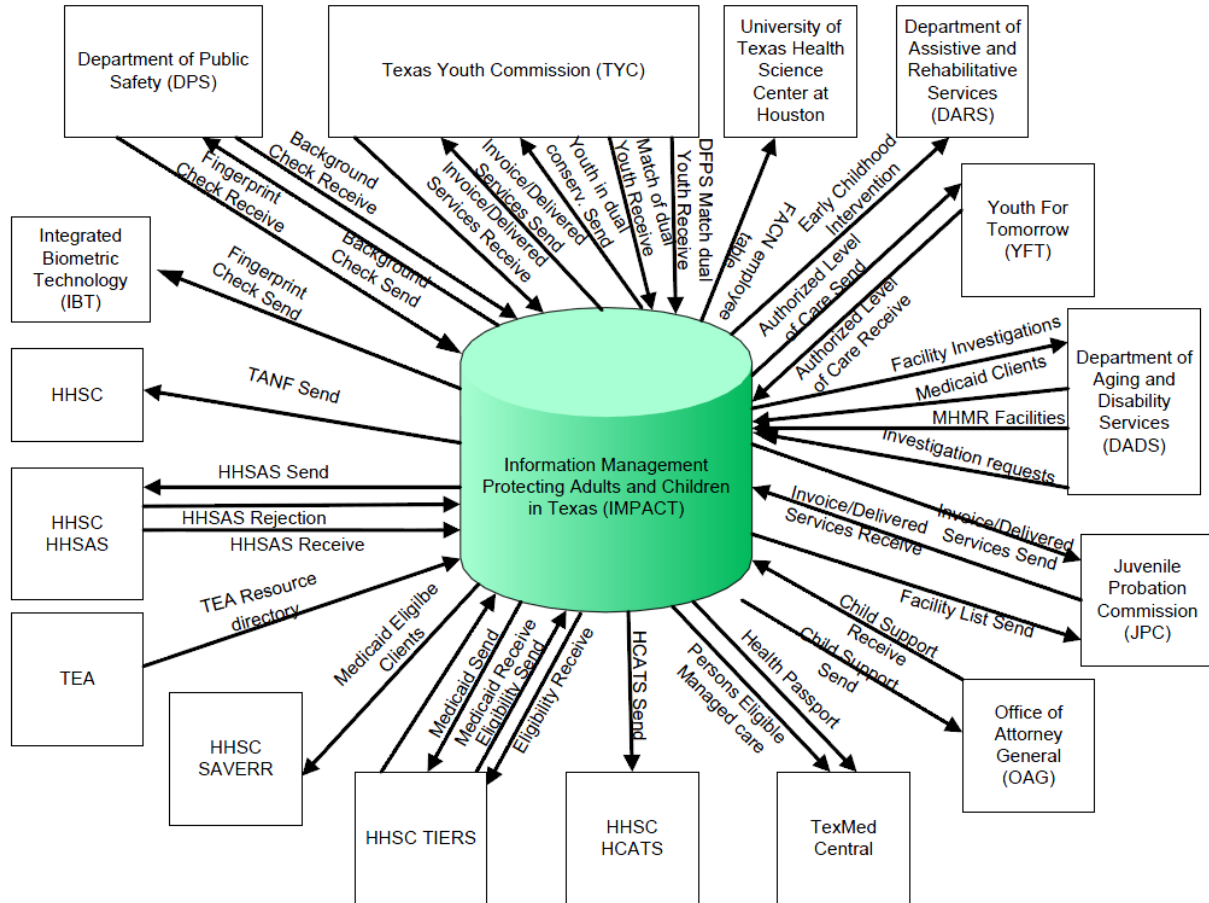 Department of Public
Safety (DPS)
Texas Youth Commission (TYC)
University of
Texas Health
Science
Center at
Houston
Department of
Assistive and
Rehabilitative
Services
(DARS)
Background
Check Receive
Fingerprint
Check Receive
Background
Check Send
Invoice/Delivered
Services Receive
Invoice/Delivered
Services Send
Youth in dual
conserv. Send
Match of dual
Youth Receive
DFPS Match dual
Youth Receive
FACN employee
table
Early Childhood
Intervention
Authorized Level
of Care Send
Authorized Level
of Care Receive
Youth For
Tomorrow
(YFT)
Integrated
Biometric
Technology
(IBT)
Fingerprint
Check Send
Facility Investigations
Medicaid Clients
MHMR Facilities
Investigation requests
Department of
Aging and
Disability
Services
(DADS)
HHSC
TANF Send
Information Management
Protecting Adults and Children
in Texas (IMPACT)
HHSC
HHSAS
HHSAS Send
HHSAS Rejection
HHSAS Receive
Invoice/Delivered
Services Receive
Invoice/Delivered
Services Send
Facility List Send
Juvenile
Probation
Commission
(JPC)
TEA
TEA Resource
directory
Medicaid Eligilbe
Clients
Medicaid Send
Medicaid Receive
Eligibility Send
Eligibility Receive
HCATS Send
Persons Eligible
Managed care
Health Passport
Child Support
Receive
Child Support
Send
Office of
Attorney
General
(OAG)
HHSC
SAVERR
HHSC TIERS
HHSC
HCATS
TexMed
Central